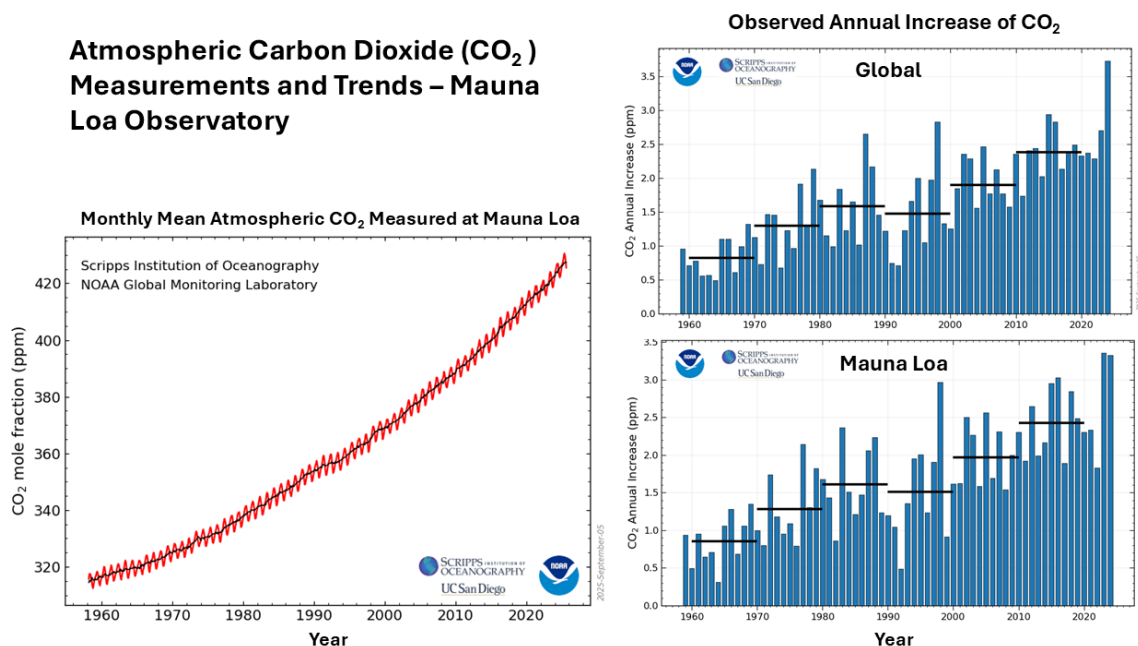 Atmospheric Carbon Dioxide (CO₂ )
Measurements and Trends – Mauna
Loa Observatory
Monthly Mean Atmospheric CO₂ Measured at Mauna Loa
Scripps Institution of Oceanography
NOAA Global Monitoring Laboratory
CO₂ mole fraction (ppm)
420
400
380
360
340
320
1960 1970 1980 1990 2000 2010 2020
Year
SCRIPPS INSTITUTION OF
OCEANOGRAPHY
UC San Diego
NOAA
2025-September-05
Observed Annual Increase of CO₂
Global
NOAA
SCRIPPS INSTITUTION OF
OCEANOGRAPHY
UC San Diego
CO₂ Annual Increase (ppm)
3.5
3.0
2.5
2.0
1.5
1.0
0.5
0.0
1960 1970 1980 1990 2000 2010 2020
Mauna Loa
NOAA
SCRIPPS INSTITUTION OF
OCEANOGRAPHY
UC San Diego
CO₂ Annual Increase (ppm)
3.5
3.0
2.5
2.0
1.5
1.0
0.5
0.0
1960 1970 1980 1990 2000 2010 2020
Year